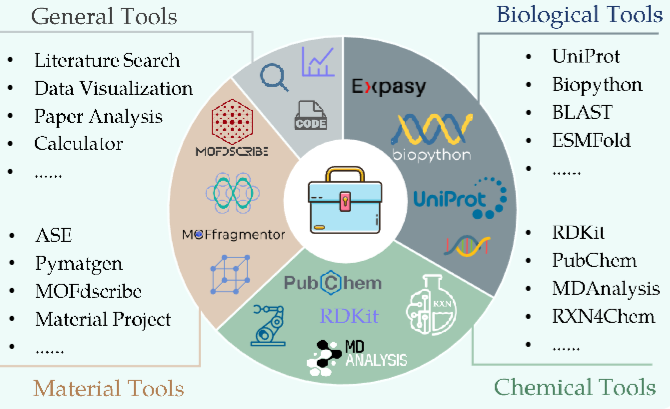 General Tools
• Literature Search
• Data Visualization
• Paper Analysis
• Calculator
• ......
Biological Tools
• UniProt
• Biopython
• BLAST
• ESMFold
• ......
CODE
Expasy
biopython
UniProt
MOFDSCRIBE
MOFfragmentor
PubChem
RDKit
RXN
MD
ANALYSIS
• ASE
• Pymatgen
• MOFdscribe
• Material Project
• ......
Material Tools
• RDKit
• PubChem
• MDAnalysis
• RXN4Chem
• ......
Chemical Tools